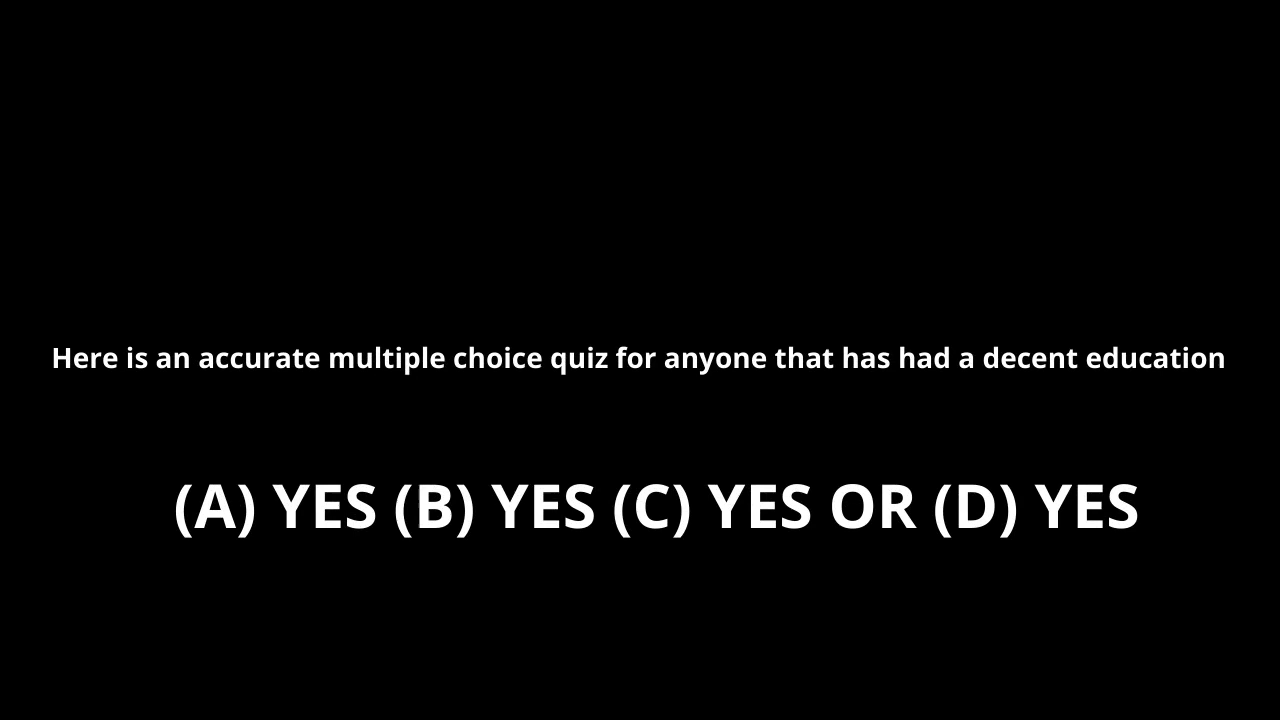 Here is an accurate multiple choice quiz for anyone that has had a decent education
(A) YES (B) YES (C) YES OR (D) YES